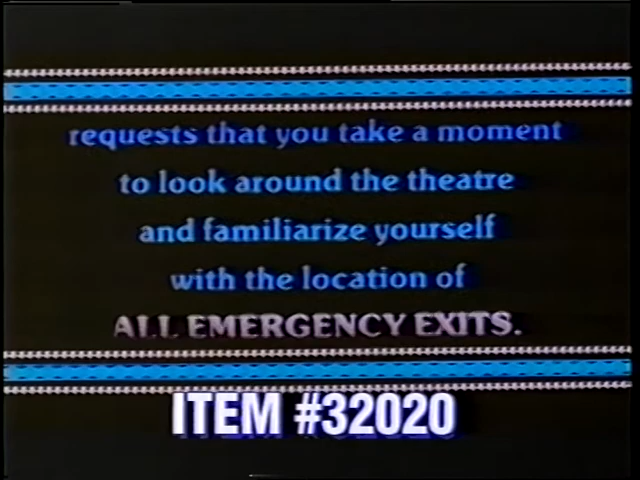 requests that you take a moment
to look around the theatre
and familiarize yourself
with the location of
ALL EMERGENCY EXITS.
ITEM #32020